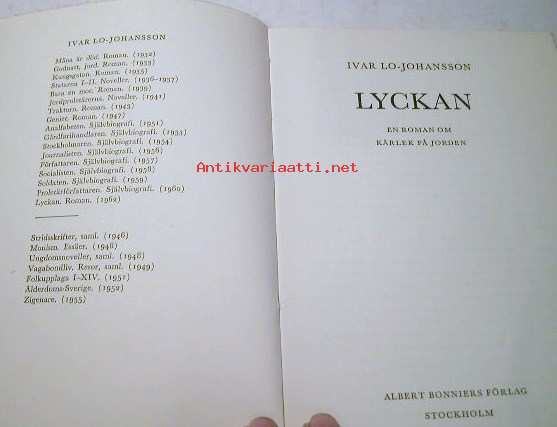 IVAR LO-JOHANSSON
Måna är död. Roman. (1932)
Godnatt, jord. Roman. (1933)
Kungsgatan. Roman. (1935)
Statarna I–II. Noveller. (1936–1937)
Bara en mor. Roman. (1939)
Jordproletärerna. Noveller. (1941)
Traktorn. Roman. (1943)
Geniet. Roman. (1947)
Analfabeten. Självbiografi. (1951)
Gårdfarihandlaren. Självbiografi. (1953)
Stockholmaren. Självbiografi. (1954)
Journalisten. Självbiografi. (1956)
Författaren. Självbiografi. (1957)
Socialisten. Självbiografi. (1958)
Soldaten. Självbiografi. (1959)
Proletärförfattaren. Självbiografi. (1960)
Lyckan. Roman. (1962)
Stridsskrifter, saml. (1946)
Monism. Essäer. (1948)
Ungdomsnoveller, saml. (1948)
Vagabondliv. Resor, saml. (1949)
Folkupplaga I–XIV. (1951)
Ålderdoms-Sverige. (1952)
Zigenare. (1955)
IVAR LO-JOHANSSON
LYCKAN
EN ROMAN OM
KÄRLEK PÅ JORDEN
ALBERT BONNIERS FÖRLAG
STOCKHOLM
Antikvariaatti.net